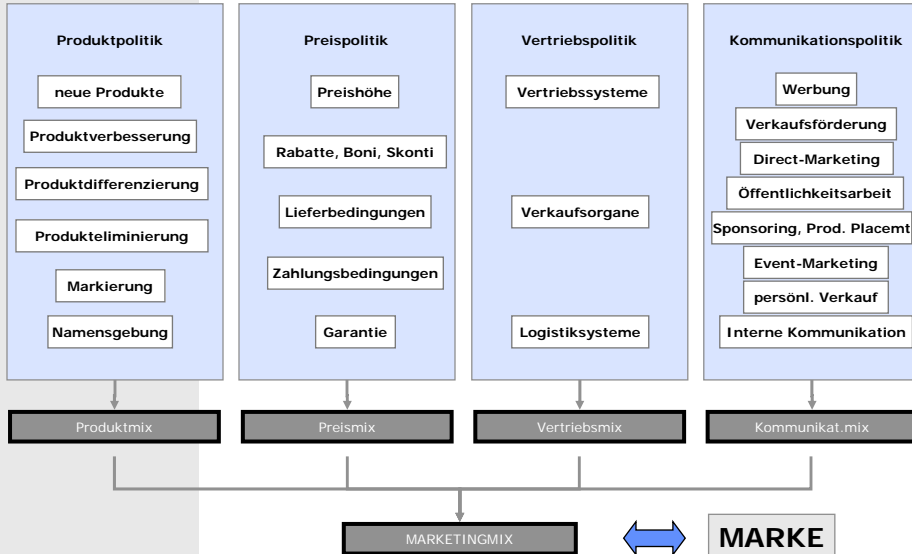 Produktpolitik
neue Produkte
Produktverbesserung
Produktdifferenzierung
Produkteliminierung
Markierung
Namensgebung
Produktmix
Preispolitik
Preishöhe
Rabatte, Boni, Skonti
Lieferbedingungen
Zahlungsbedingungen
Garantie
Preismix
Vertriebspolitik
Vertriebssysteme
Verkaufsorgane
Logistiksysteme
Vertriebsmix
Kommunikationspolitik
Werbung
Verkaufsförderung
Direct-Marketing
Öffentlichkeitsarbeit
Sponsoring, Prod. Placemt
Event-Marketing
persönl. Verkauf
Interne Kommunikation
Kommunikat.mix
MARKETINGMIX
MARKE